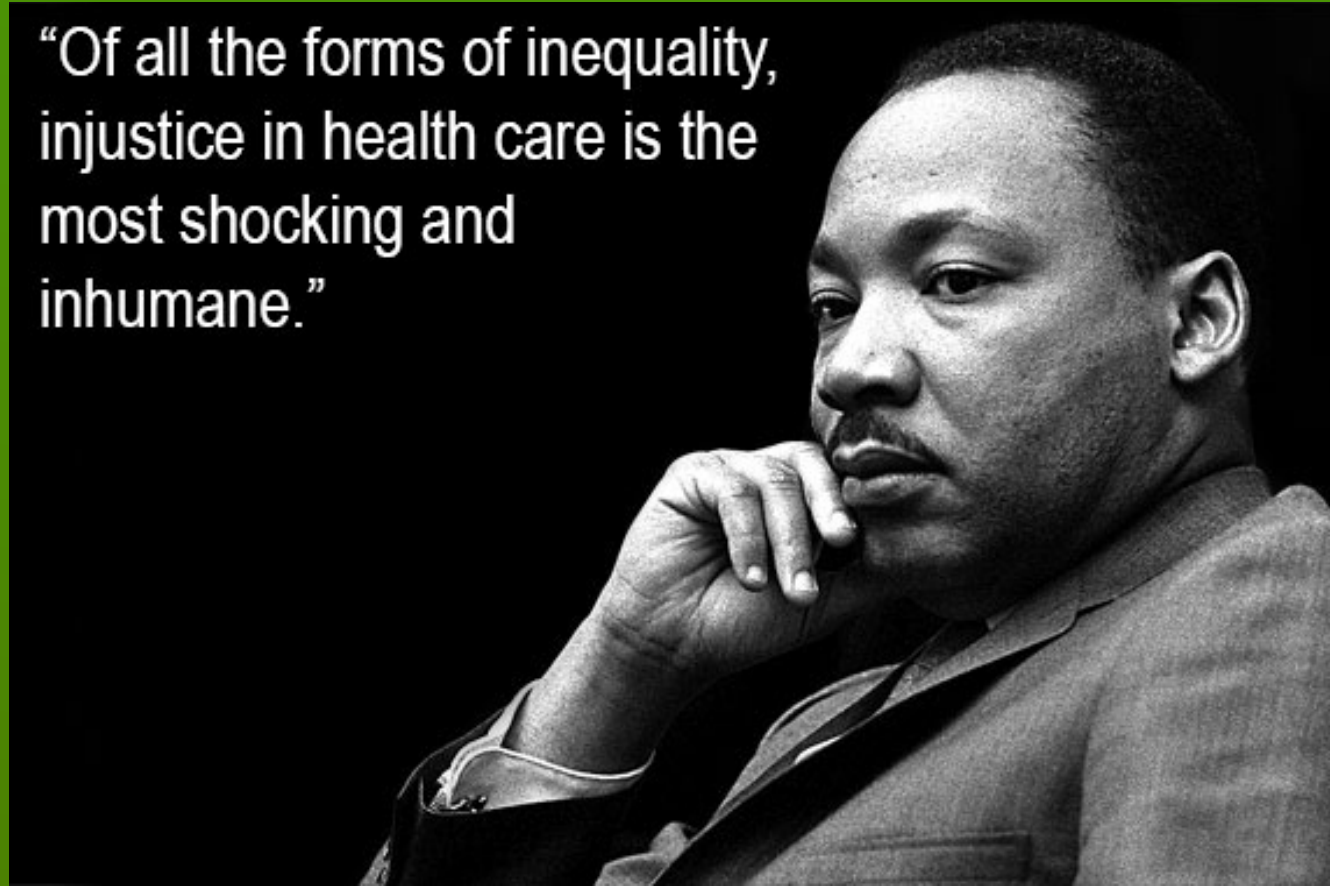 “Of all the forms of inequality,
injustice in health care is the
most shocking and
inhumane.”